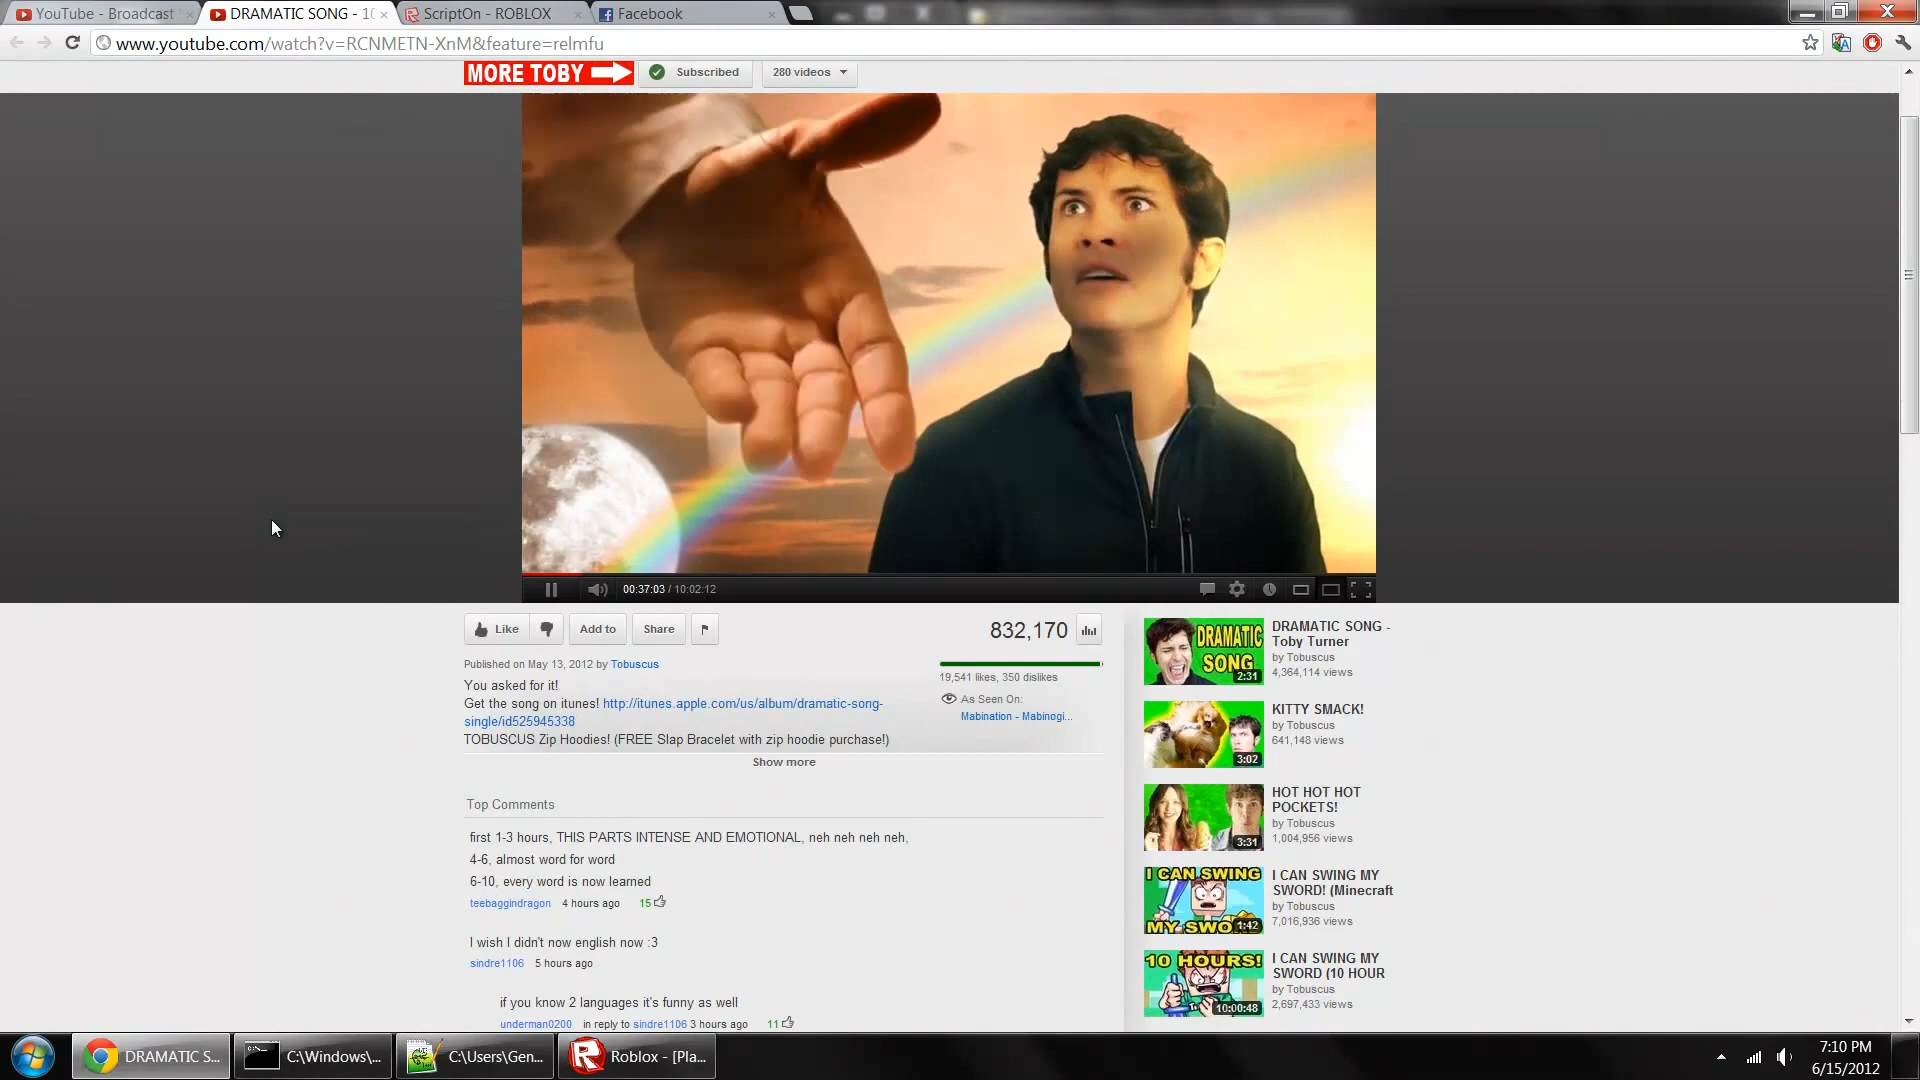 YouTube - Broadcast
DRAMATIC SONG - 10
ScriptOn - ROBLOX
Facebook
www.youtube.com/watch?v=RCNMETN-XnM&feature=relmfu
MORE TOBY
Subscribed
280 videos
00:37:03 / 10:02:12
Like
Add to
Share
832,170
Published on May 13, 2012 by Tobuscus
19,541 likes, 350 dislikes
You asked for it!
Get the song on itunes! http://itunes.apple.com/us/album/dramatic-song-
single/id525945338
TOBUSCUS Zip Hoodies! (FREE Slap Bracelet with zip hoodie purchase!)
As Seen On:
Mabination - Mabinogi...
Show more
Top Comments
first 1-3 hours, THIS PARTS INTENSE AND EMOTIONAL, neh neh neh neh,
4-6, almost word for word
6-10, every word is now learned
teebaggindragon 4 hours ago 15
I wish I didn't now english now :3
sindre1106 5 hours ago
if you know 2 languages it's funny as well
underman0200 in reply to sindre1106 3 hours ago 11
DRAMATIC
SONG
2:31
DRAMATIC SONG -
Toby Turner
by Tobuscus
4,364,114 views
3:02
KITTY SMACK!
by Tobuscus
641,148 views
3:31
HOT HOT HOT
POCKETS!
by Tobuscus
1,004,956 views
I CAN SWING
MY SWO
1:42
I CAN SWING MY
SWORD! (Minecraft
by Tobuscus
7,016,936 views
10 HOURS!
10:00:48
I CAN SWING MY
SWORD (10 HOUR
by Tobuscus
2,697,433 views
DRAMATIC S...
C:\Windows\...
C:\Users\Gen...
Roblox - [Pla...
7:10 PM
6/15/2012